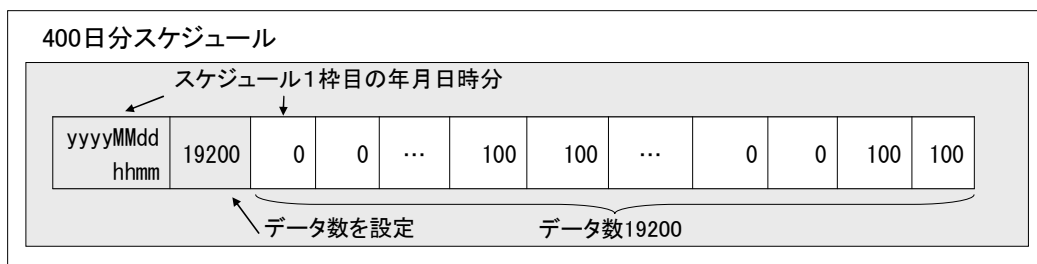 400日分スケジュール
スケジュール1枠目の年月日時分
yyyyMMdd
hhmm
19200 0 0 … 100 100 … 0 0 100 100
データ数を設定
データ数19200